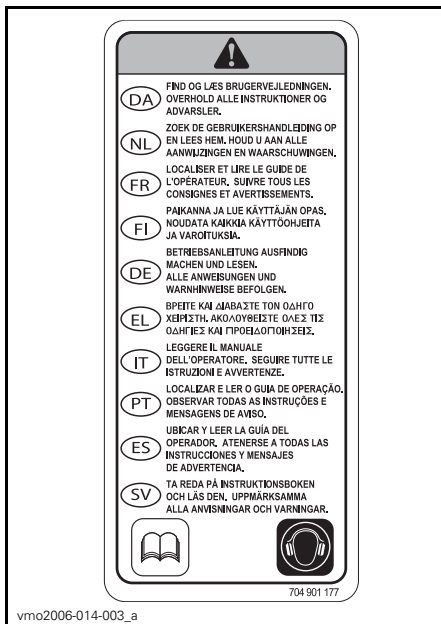 DA
FIND OG LÆS BRUGERVEJLEDNINGEN.
OVERHOLD ALLE INSTRUKTIONER OG
ADVARSLER.
NL
ZOEK DE GEBRUIKERSHANDLEIDING OP
EN LEES HEM. HOUD U AAN ALLE
AANWIJZINGEN EN WAARSCHUWINGEN.
FR
LOCALISER ET LIRE LE GUIDE DE
L'OPÉRATEUR. SUIVRE TOUS LES
CONSIGNES ET AVERTISSEMENTS.
FI
PAIKANNA JA LUE KÄYTTÄJÄN OPAS.
NOUDATA KAIKKIA KÄYTTÖOHJEITA
JA VAROITUKSIA.
DE
BETRIEBSANLEITUNG AUSFINDIG
MACHEN UND LESEN.
ALLE ANWEISUNGEN UND
WARNHINWEISE BEFOLGEN.
EL
ΒΡΕΙΤΕ ΚΑΙ ΔΙΑΒΑΣΤΕ ΤΟΝ ΟΔΗΓΟ
ΧΕΙΡΙΣΤΗ. ΑΚΟΛΟΥΘΕΙΣΤΕ ΟΛΕΣ ΤΙΣ
ΟΔΗΓΙΕΣ ΚΑΙ ΠΡΟΕΙΔΟΠΟΙΗΣΕΙΣ.
IT
LEGGERE IL MANUALE
DELL'OPERATORE. SEGUIRE TUTTE LE
ISTRUZIONI E AVVERTENZE.
PT
LOCALIZAR E LER O GUIA DE OPERAÇÃO.
OBSERVAR TODAS AS INSTRUÇÕES E
MENSAGENS DE AVISO.
ES
UBICAR Y LEER LA GUÍA DEL
OPERADOR. ATENERSE A TODAS LAS
INSTRUCCIONES Y MENSAJES
DE ADVERTENCIA.
SV
TA REDA PÅ INSTRUKTIONSBOKEN
OCH LÄS DEN. UPPMÄRKSAMMA
ALLA ANVISNINGAR OCH VARNINGAR.
704 901 177
vmo2006-014-003_a